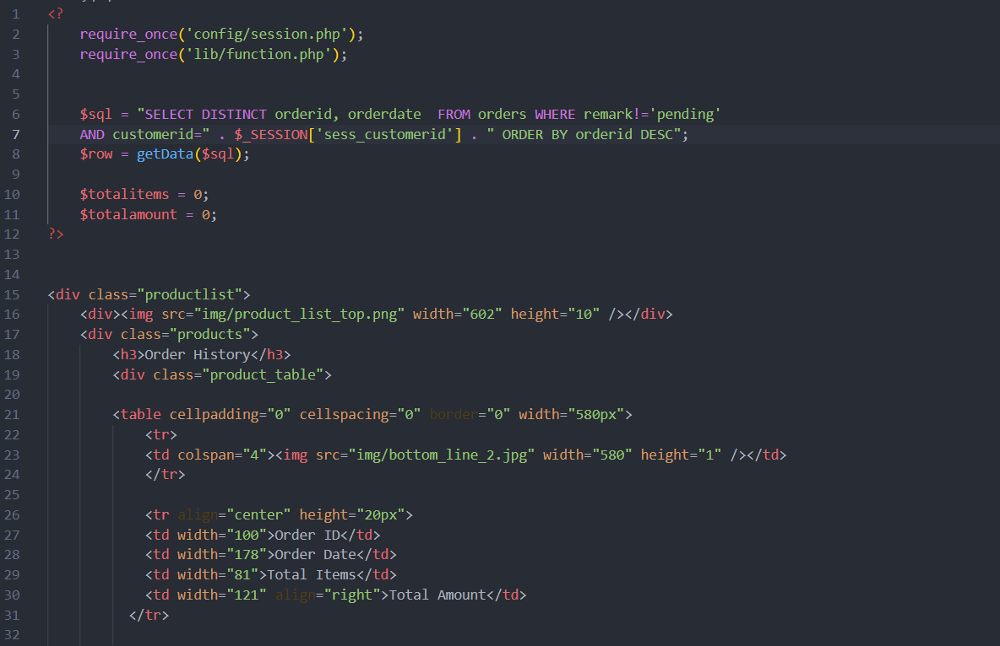 1 <?
2 require_once('config/session.php');
3 require_once('lib/function.php');
4
5
6 $sql = "SELECT DISTINCT orderid, orderdate  FROM orders WHERE remark!='pending'
7 AND customerid=" . $_SESSION['sess_customerid'] . " ORDER BY orderid DESC";
8 $row = getData($sql);
9
10 $totalitems = 0;
11 $totalamount = 0;
12 ?>
13
14
15 <div class="productlist">
16 <div><img src="img/product_list_top.png" width="602" height="10" /></div>
17 <div class="products">
18 <h3>Order History</h3>
19 <div class="product_table">
20
21 <table cellpadding="0" cellspacing="0" border="0" width="580px">
22 <tr>
23 <td colspan="4"><img src="img/bottom_line_2.jpg" width="580" height="1" /></td>
24 </tr>
25
26 <tr align="center" height="20px">
27 <td width="100">Order ID</td>
28 <td width="178">Order Date</td>
29 <td width="81">Total Items</td>
30 <td width="121" align="right">Total Amount</td>
31 </tr>
32